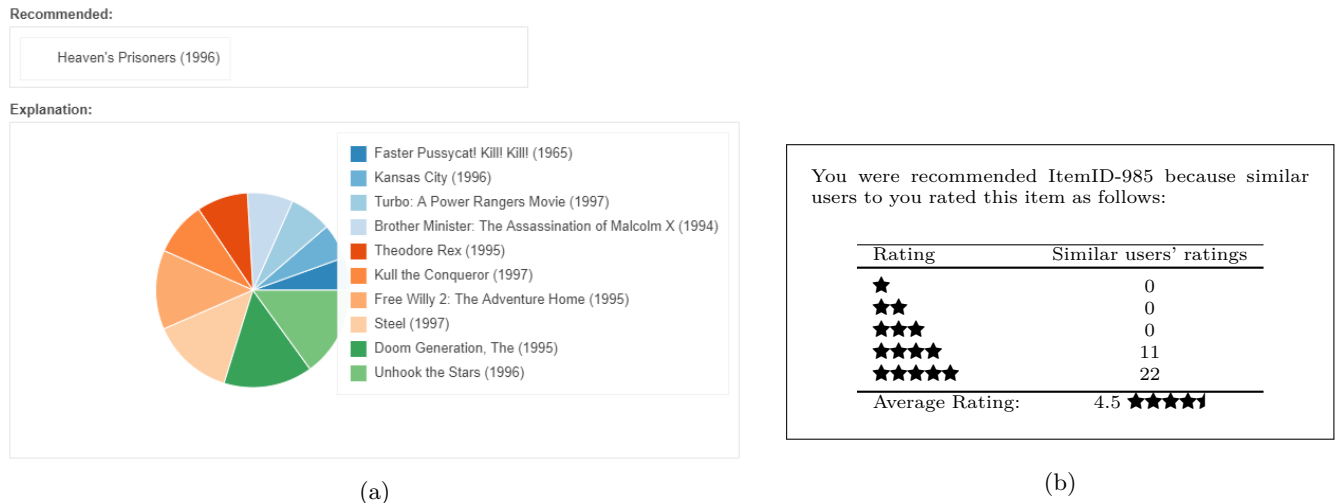 Recommended:
Heaven's Prisoners (1996)
Explanation:
Faster Pussycat! Kill! Kill! (1965)
Kansas City (1996)
Turbo: A Power Rangers Movie (1997)
Brother Minister: The Assassination of Malcolm X (1994)
Theodore Rex (1995)
Kull the Conqueror (1997)
Free Willy 2: The Adventure Home (1995)
Steel (1997)
Doom Generation, The (1995)
Unhook the Stars (1996)
(a)
You were recommended ItemID-985 because similar
users to you rated this item as follows:
Rating Similar users' ratings
★ 0
★★ 0
★★★ 0
★★★★ 11
★★★★★ 22
Average Rating: 4.5
(b)